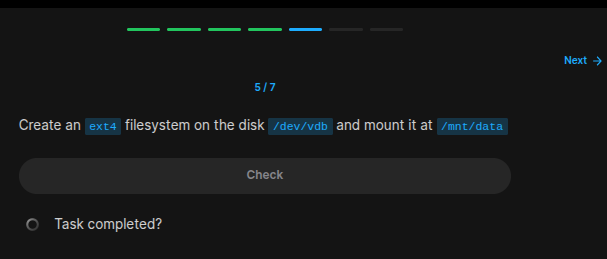 Next →
5 / 7
Create an ext4 filesystem on the disk /dev/vdb and mount it at /mnt/data
Check
Task completed?